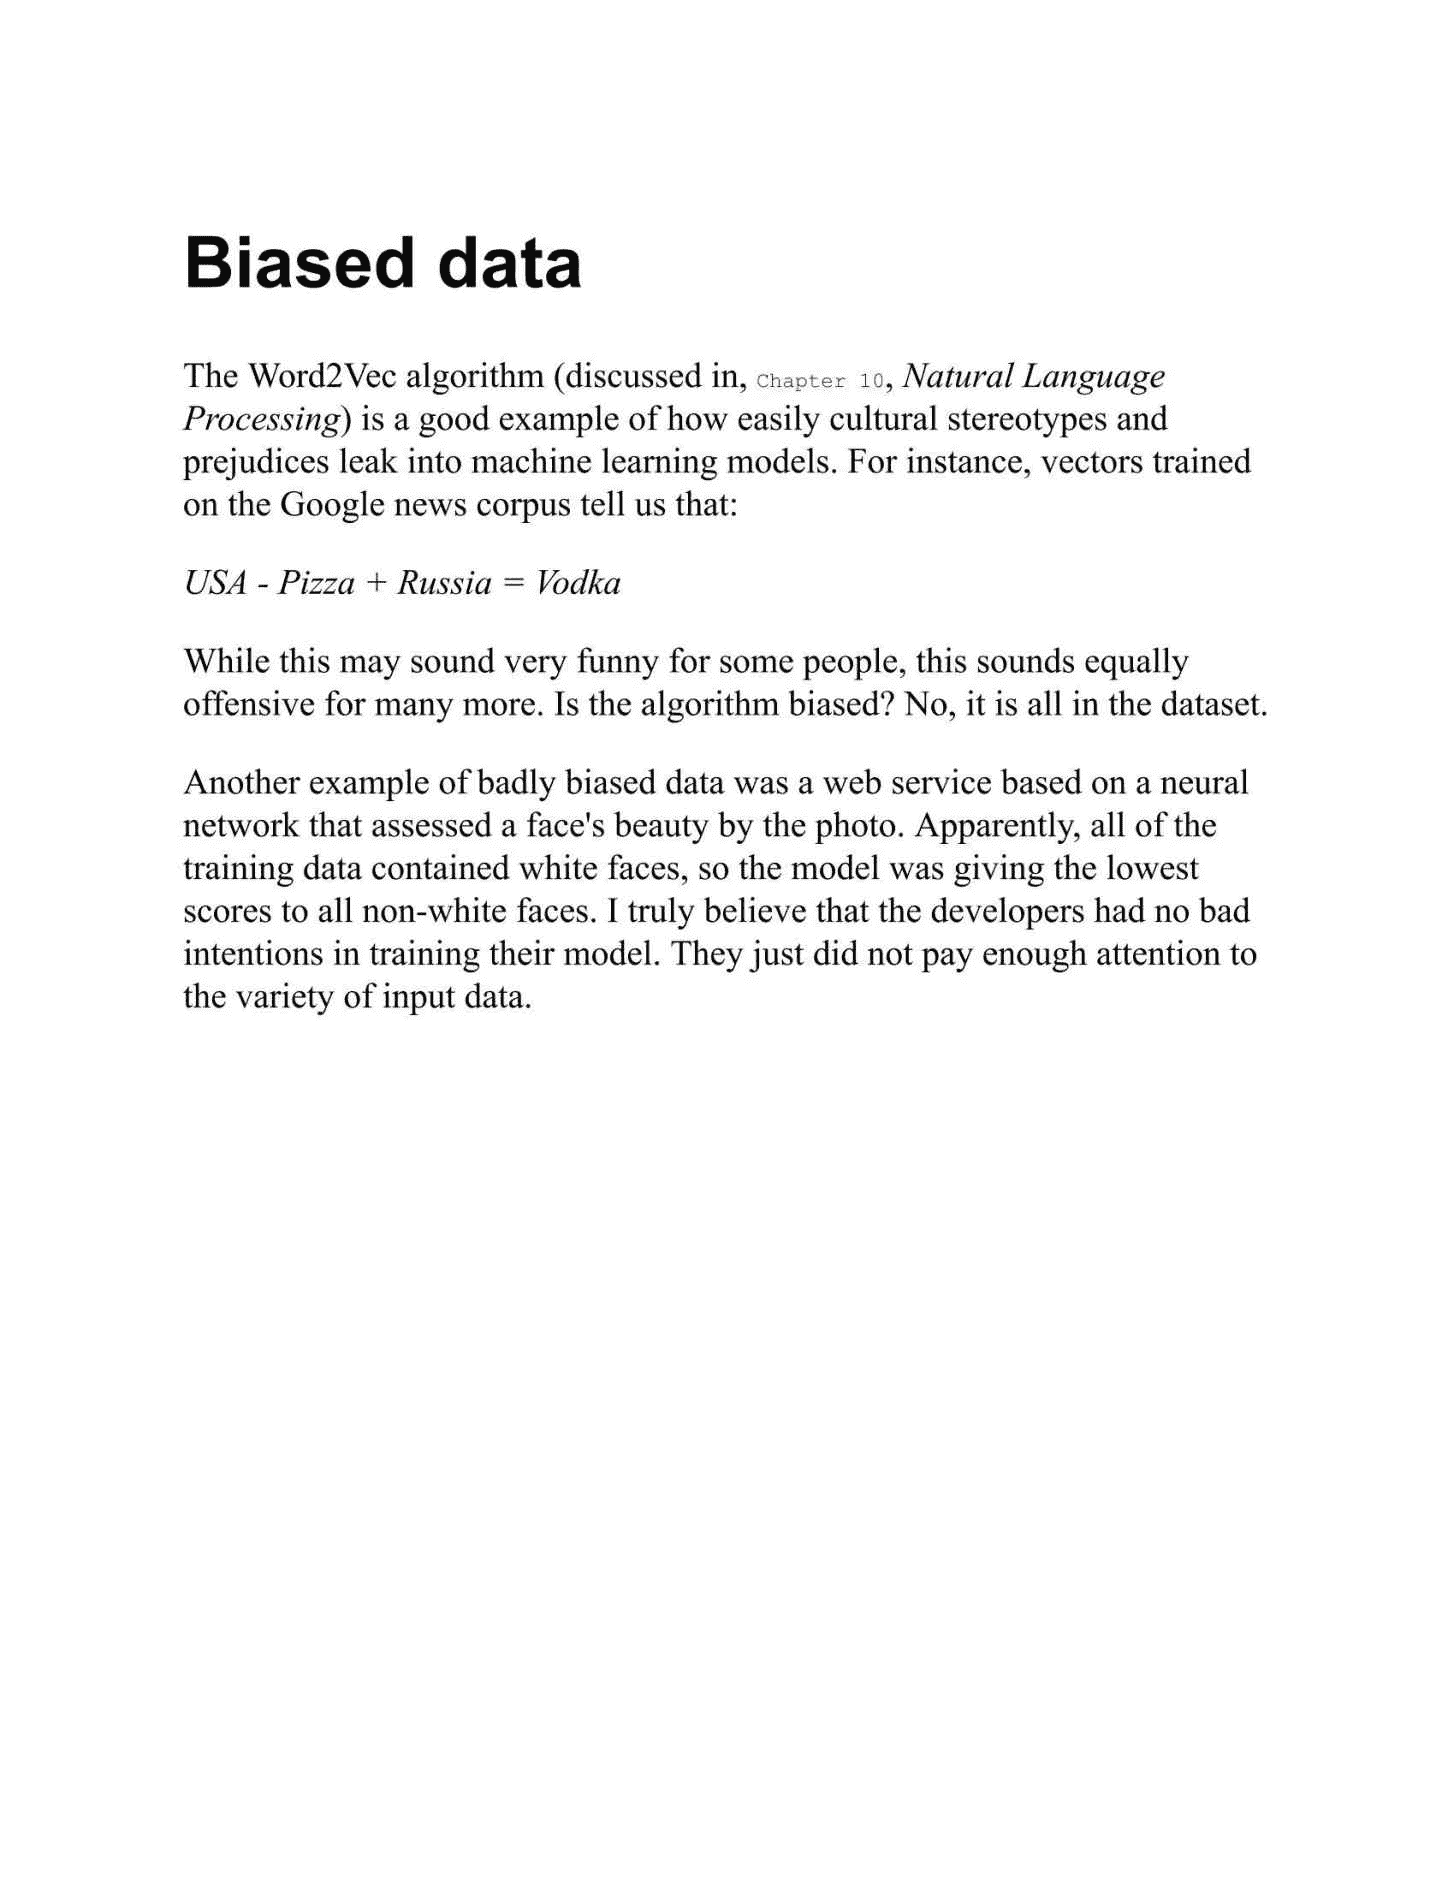 Biased data
The Word2Vec algorithm (discussed in, Chapter 10, Natural Language
Processing) is a good example of how easily cultural stereotypes and
prejudices leak into machine learning models. For instance, vectors trained
on the Google news corpus tell us that:
USA - Pizza + Russia = Vodka
While this may sound very funny for some people, this sounds equally
offensive for many more. Is the algorithm biased? No, it is all in the dataset.
Another example of badly biased data was a web service based on a neural
network that assessed a face's beauty by the photo. Apparently, all of the
training data contained white faces, so the model was giving the lowest
scores to all non-white faces. I truly believe that the developers had no bad
intentions in training their model. They just did not pay enough attention to
the variety of input data.